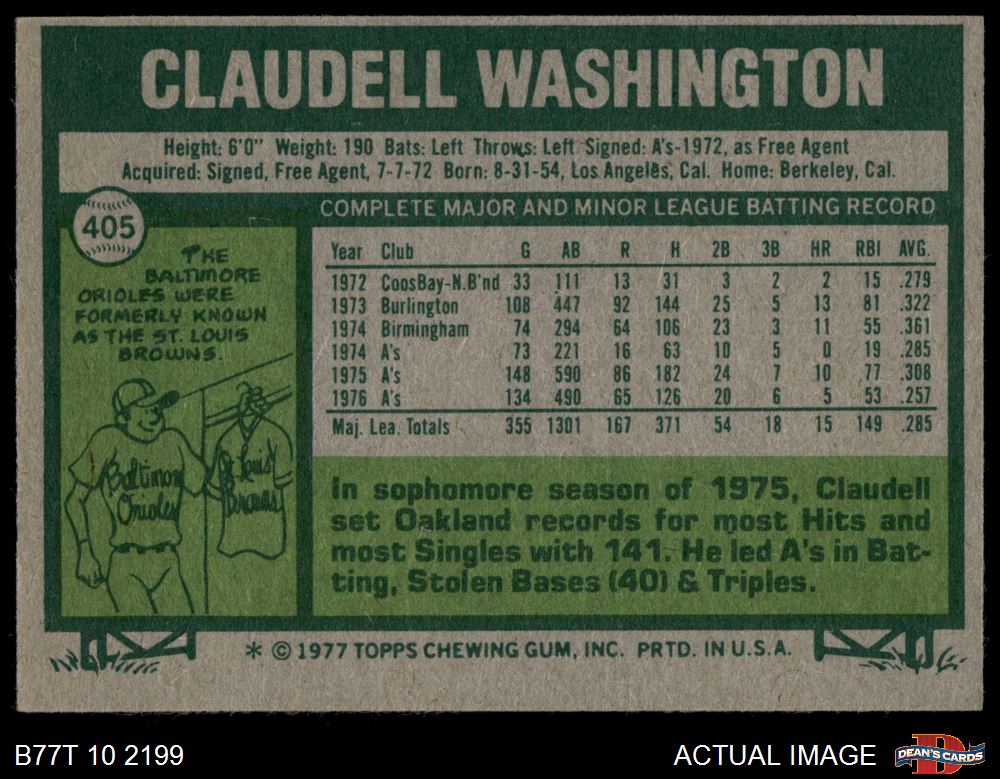 CLAUDELL WASHINGTON
Height: 6'0" Weight: 190 Bats: Left Throws: Left Signed: A's-1972, as Free Agent
Acquired: Signed, Free Agent, 7-7-72 Born: 8-31-54, Los Angeles, Cal. Home: Berkeley, Cal.
405
THE
BALTIMORE
ORIOLES WERE
FORMERLY KNOWN
AS THE ST. LOUIS
BROWNS.
Baltimore
Orioles
St. Louis
Browns
COMPLETE MAJOR AND MINOR LEAGUE BATTING RECORD
Year Club G AB R H 2B 3B HR RBI AVG.
1972 CoosBay-N.B'nd 33 111 13 31 3 2 2 15 .279
1973 Burlington 108 447 92 144 25 5 13 81 .322
1974 Birmingham 74 294 64 106 23 3 11 55 .361
1974 A's 73 221 16 63 10 5 0 19 .285
1975 A's 148 590 86 182 24 7 10 77 .308
1976 A's 134 490 65 126 20 6 5 53 .257
Maj. Lea. Totals 355 1301 167 371 54 18 15 149 .285
In sophomore season of 1975, Claudell
set Oakland records for most Hits and
most Singles with 141. He led A's in Bat-
ting, Stolen Bases (40) & Triples.
* © 1977 TOPPS CHEWING GUM, INC. PRTD. IN U.S.A.
B77T 10 2199
ACTUAL IMAGE
D
DEAN'S CARDS